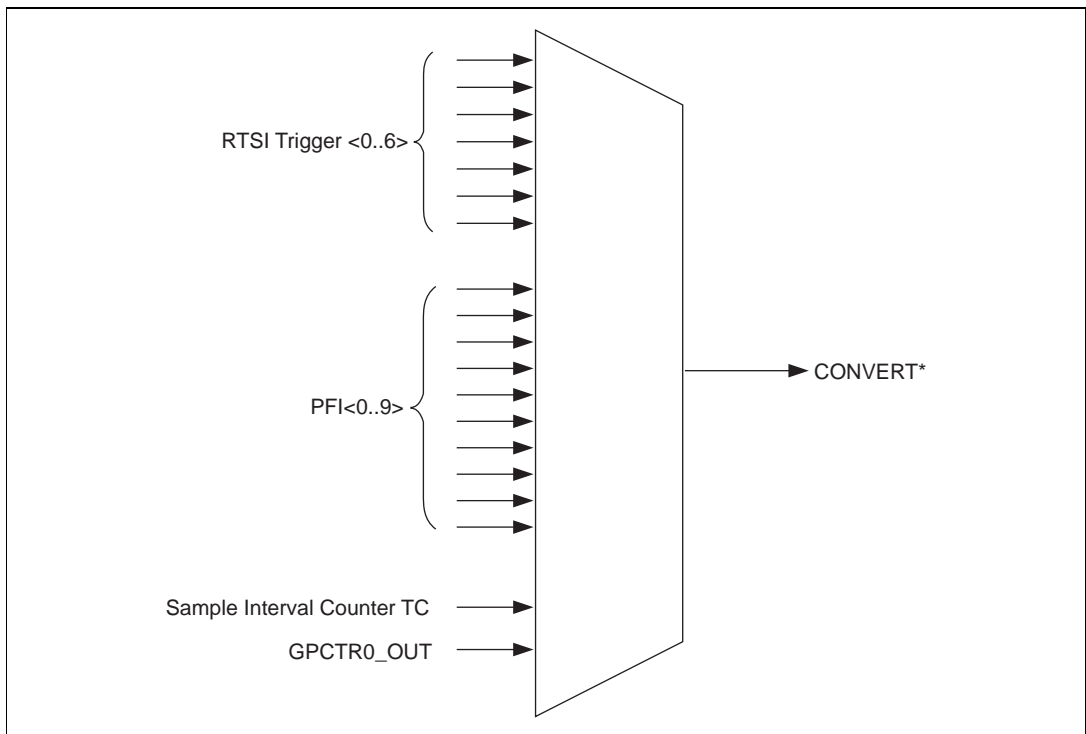 RTSI Trigger <0..6>
PFI<0..9>
CONVERT*
Sample Interval Counter TC
GPCTR0_OUT